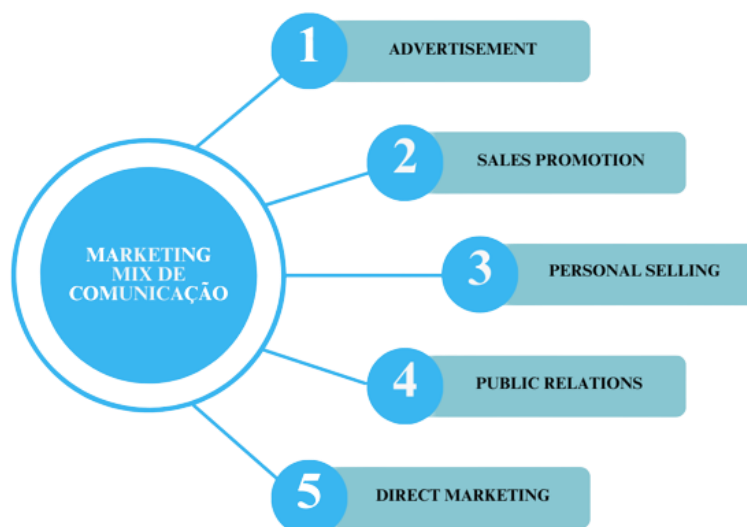 1
ADVERTISEMENT
2
SALES PROMOTION
MARKETING
MIX DE
COMUNICAÇÃO
3
PERSONAL SELLING
4
PUBLIC RELATIONS
5
DIRECT MARKETING